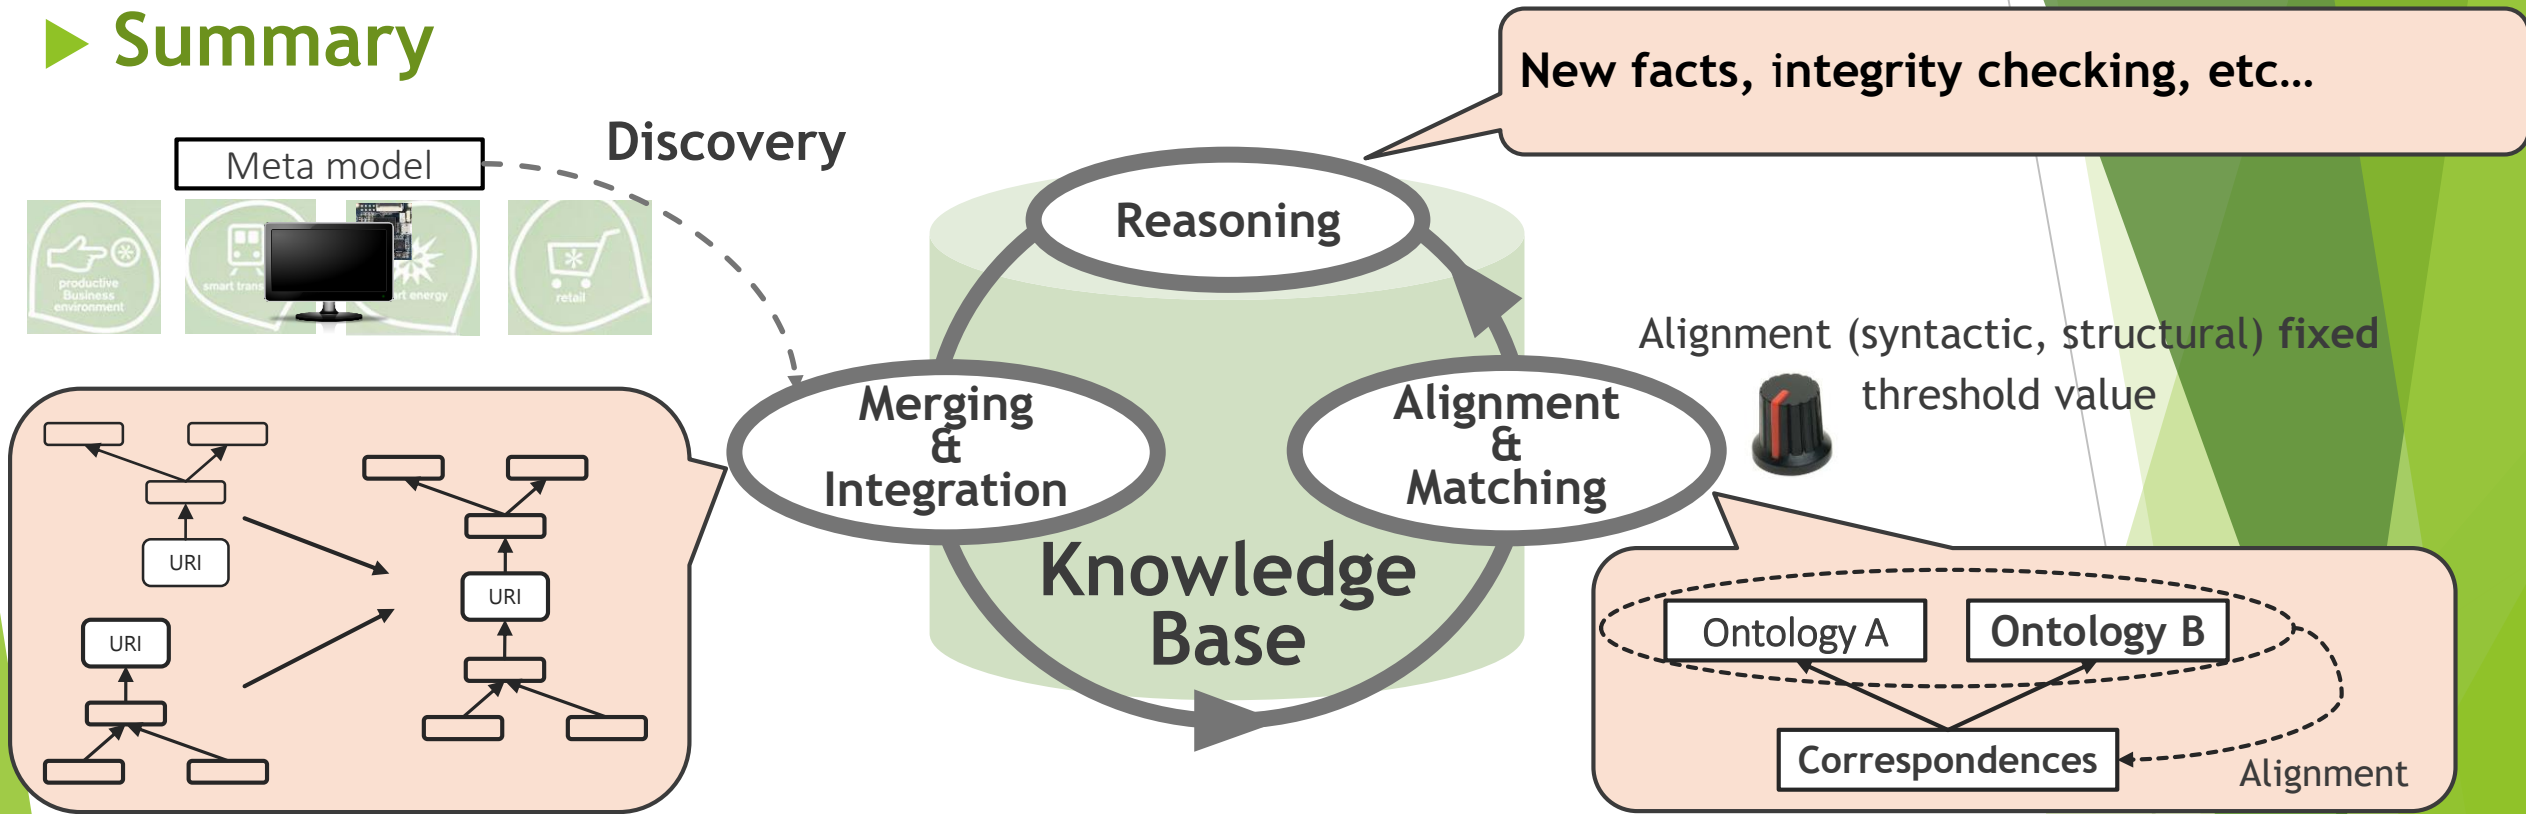 Summary
New facts, integrity checking, etc…
Discovery
Meta model
productive
Business
environment
smart trans
rt energy
retail
Reasoning
Alignment (syntactic, structural) fixed
threshold value
Merging
&
Integration
Alignment
&
Matching
Knowledge
Base
URI
URI
URI
Ontology A
Ontology B
Correspondences
Alignment